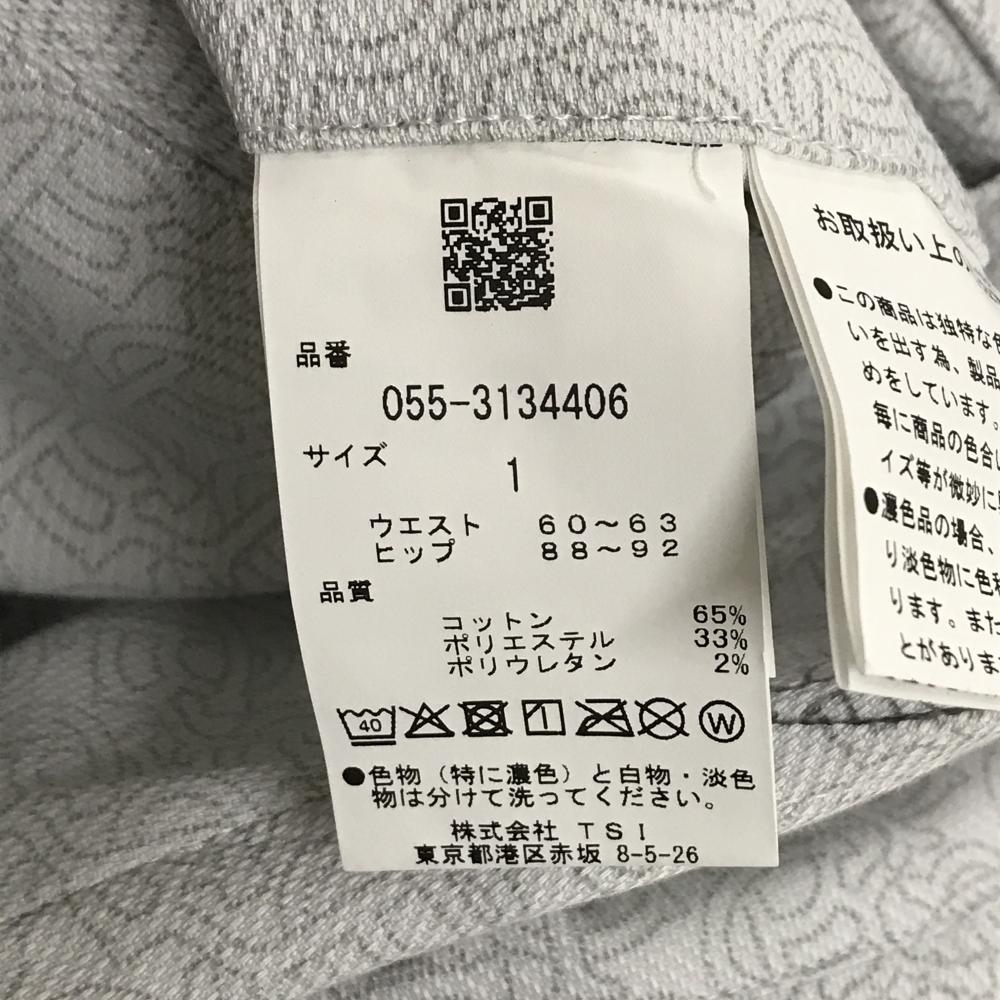 品番
055-3134406
サイズ
1
ウエスト 60～63
ヒップ 88～92
品質
コットン 65%
ポリエステル 33%
ポリウレタン 2%
40
W
●色物（特に濃色）と白物・淡色
物は分けて洗ってください。
株式会社 TSI
東京都港区赤坂 8-5-26
お取扱い上の
●この商品は独特な色
いを出す為、製品
めをしています。
毎に商品の色合
イズ等が微妙に
●濃色品の場合、
り淡色物に色
ります。また
とがありま